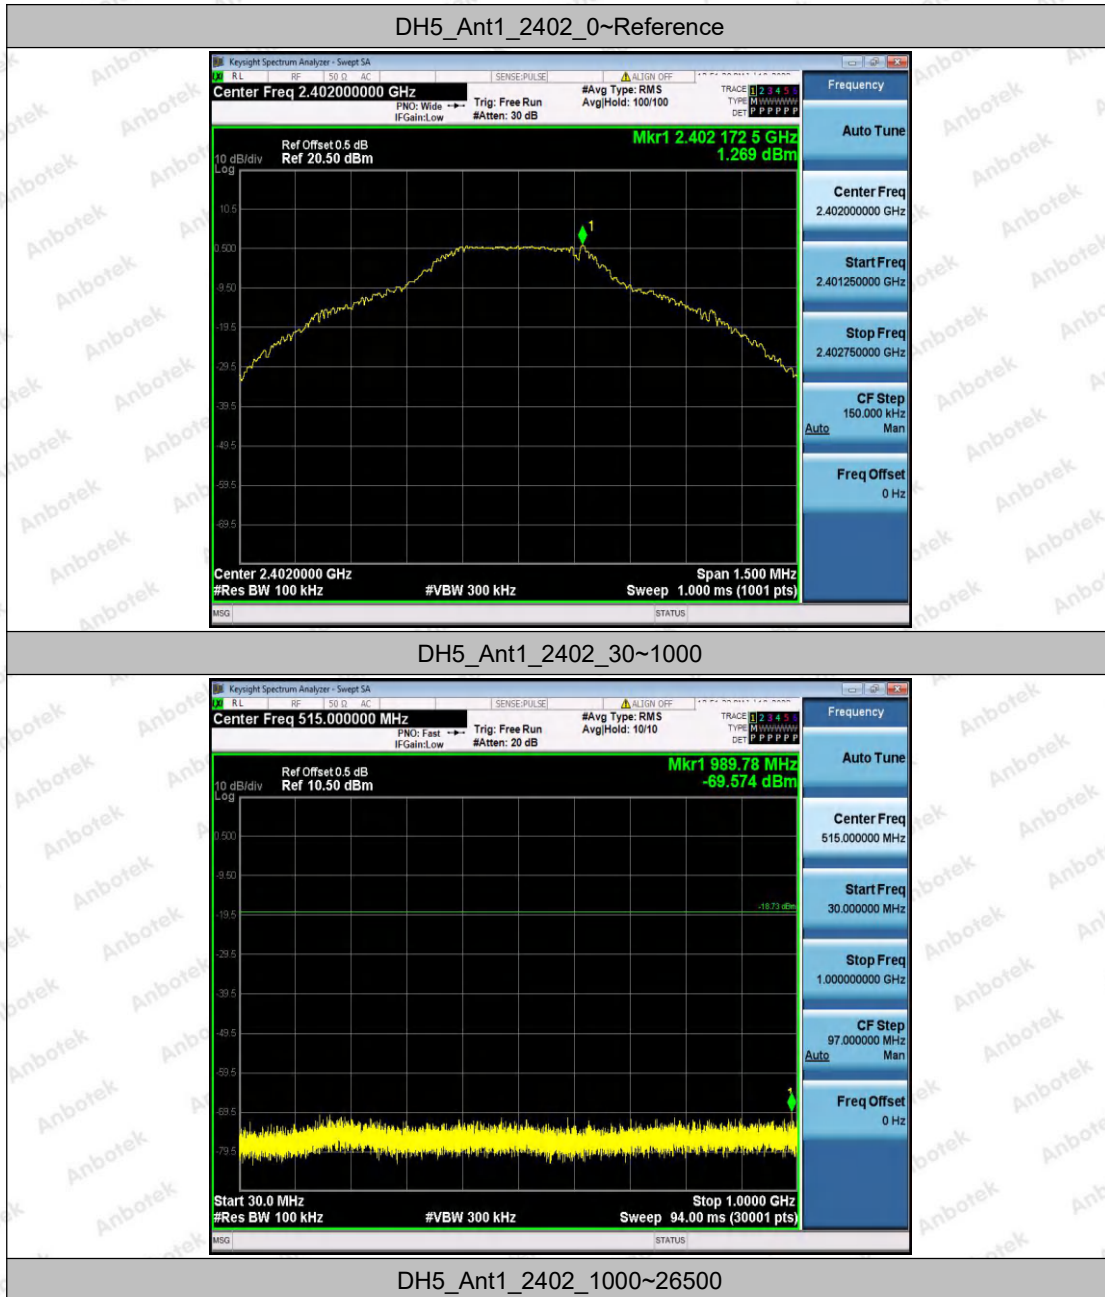 DH5_Ant1_2402_0~Reference
Keysight Spectrum Analyzer - Swept SA
RL RF 50 Ω AC SENSE:PULSE ALIGN OFF
Center Freq 2.402000000 GHz
PNO: Wide
IFGain:Low
Trig: Free Run
#Atten: 30 dB
#Avg Type: RMS
Avg|Hold: 100/100
TRACE 1 2 3 4 5 6
TYPE M WWWWW
DET P P P P P P
Frequency
Ref Offset 0.5 dB
10 dB/div Ref 20.50 dBm
Log
Mkr1 2.402 172 5 GHz
1.269 dBm
10.5
0.500
-9.50
-19.5
-29.5
-39.5
-49.5
-59.5
-69.5
1
Center 2.4020000 GHz Span 1.500 MHz
#Res BW 100 kHz #VBW 300 kHz Sweep 1.000 ms (1001 pts)
MSG STATUS
Auto Tune
Center Freq
2.402000000 GHz
Start Freq
2.401250000 GHz
Stop Freq
2.402750000 GHz
CF Step
150.000 kHz
Auto Man
Freq Offset
0 Hz
DH5_Ant1_2402_30~1000
Keysight Spectrum Analyzer - Swept SA
RL RF 50 Ω AC SENSE:PULSE ALIGN OFF
Center Freq 515.000000 MHz
PNO: Fast
IFGain:Low
Trig: Free Run
#Atten: 20 dB
#Avg Type: RMS
Avg|Hold: 10/10
TRACE 1 2 3 4 5 6
TYPE M WWWWW
DET P P P P P P
Frequency
Ref Offset 0.5 dB
10 dB/div Ref 10.50 dBm
Log
Mkr1 989.78 MHz
-69.574 dBm
0.500
-9.50
-19.5
-29.5
-39.5
-49.5
-59.5
-69.5
-79.5
-18.73 dBm
1
Start 30.0 MHz Stop 1.0000 GHz
#Res BW 100 kHz #VBW 300 kHz Sweep 94.00 ms (30001 pts)
MSG STATUS
Auto Tune
Center Freq
515.000000 MHz
Start Freq
30.000000 MHz
Stop Freq
1.000000000 GHz
CF Step
97.000000 MHz
Auto Man
Freq Offset
0 Hz
DH5_Ant1_2402_1000~26500